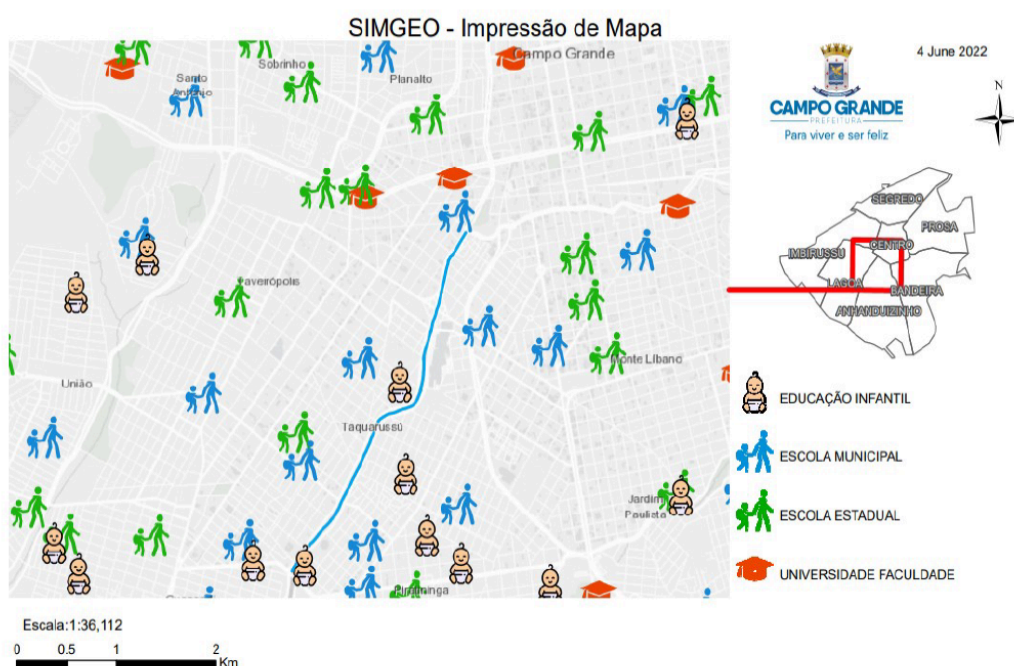 SIMGEO - Impressão de Mapa
4 June 2022
CAMPO GRANDE
PREFEITURA
Para viver e ser feliz
N
Santo
Antonio
Sobrinho
Planalto
Campo Grande
Taveirópolis
União
Monte Líbano
Taquarussú
Jardim
Paulista
Piratininga
SEGREDO
PROSA
IMBIRUSSU
CENTRO
LAGOA
BANDEIRA
ANHANDUIZINHO
EDUCAÇÃO INFANTIL
ESCOLA MUNICIPAL
ESCOLA ESTADUAL
UNIVERSIDADE FACULDADE
Escala:1:36,112
0 0.5 1 2
Km